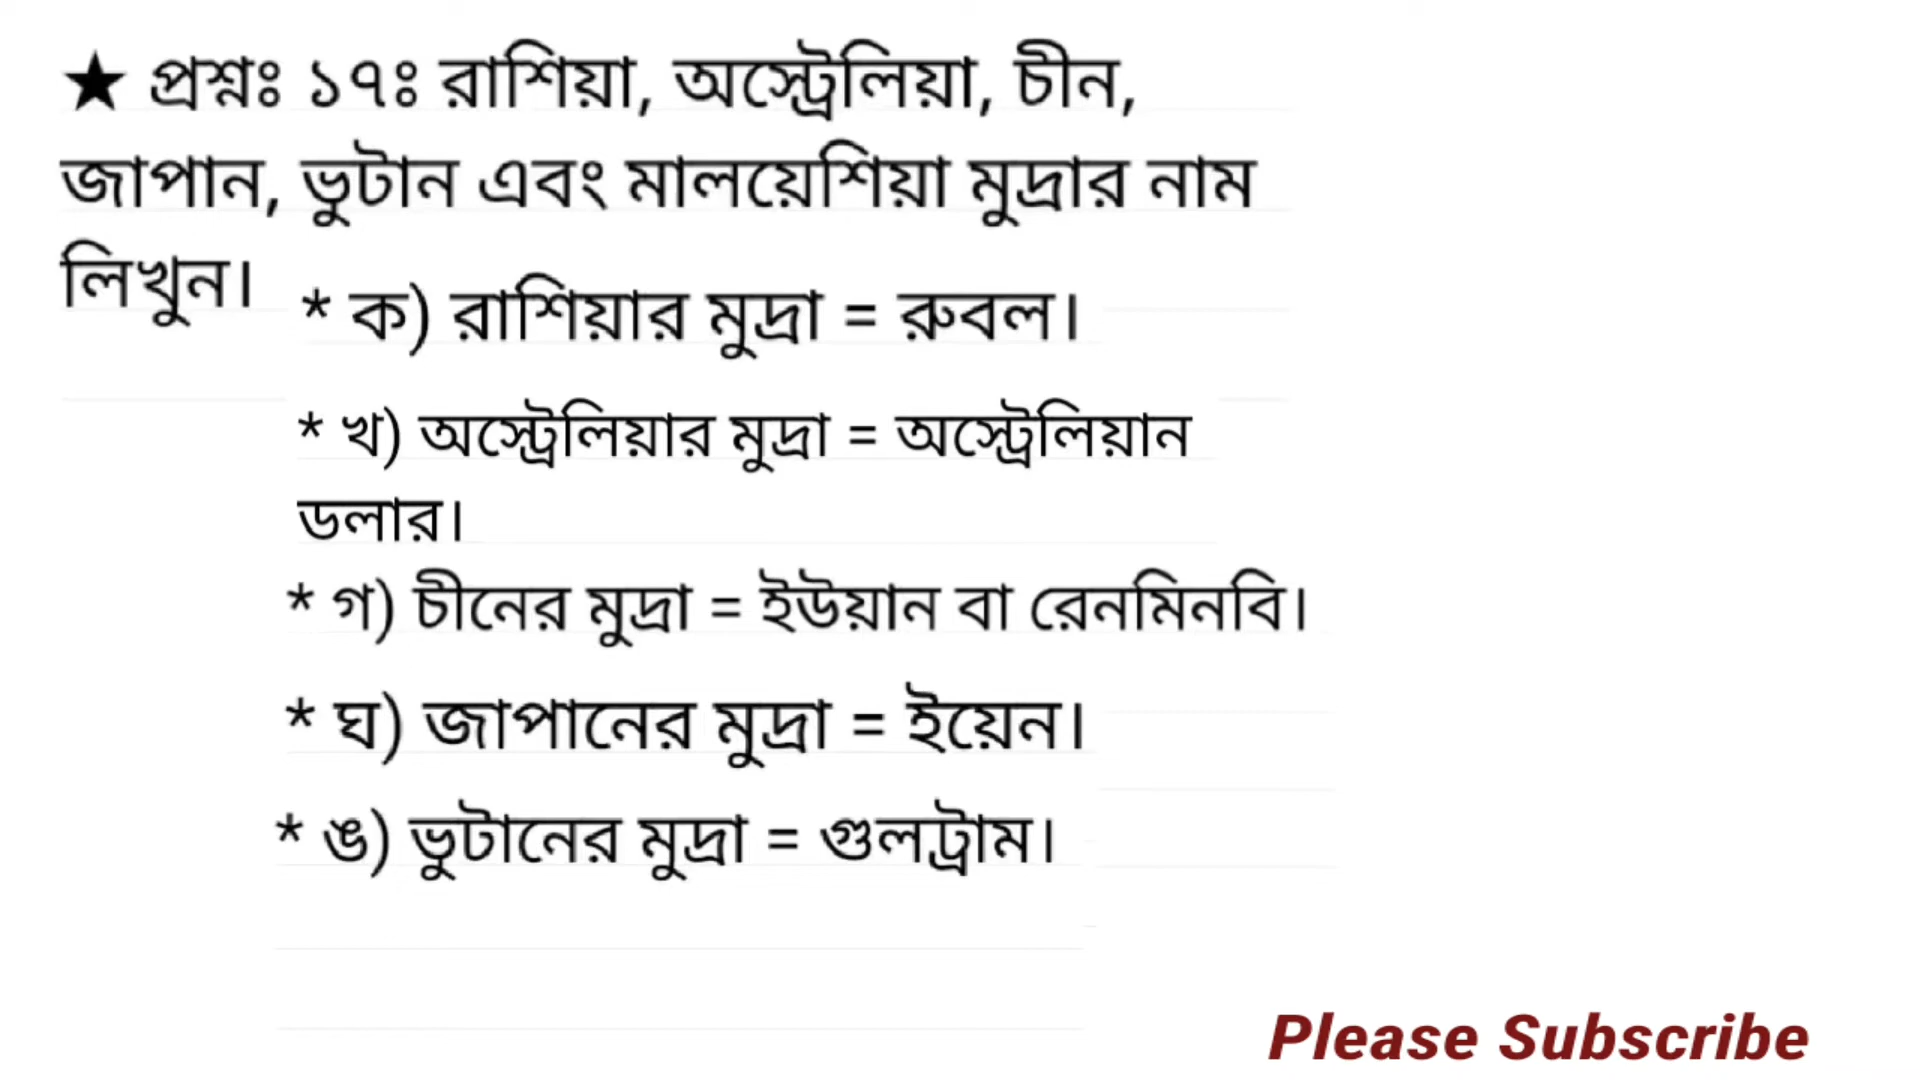 ★ প্রশ্নঃ ১৭ঃ রাশিয়া, অস্ট্রেলিয়া, চীন,
জাপান, ভুটান এবং মালয়েশিয়া মুদ্রার নাম
লিখুন।
* ক) রাশিয়ার মুদ্রা = রুবল।
* খ) অস্ট্রেলিয়ার মুদ্রা = অস্ট্রেলিয়ান
ডলার।
* গ) চীনের মুদ্রা = ইউয়ান বা রেনমিনবি।
* ঘ) জাপানের মুদ্রা = ইয়েন।
* ঙ) ভুটানের মুদ্রা = গুলট্রাম।
Please Subscribe